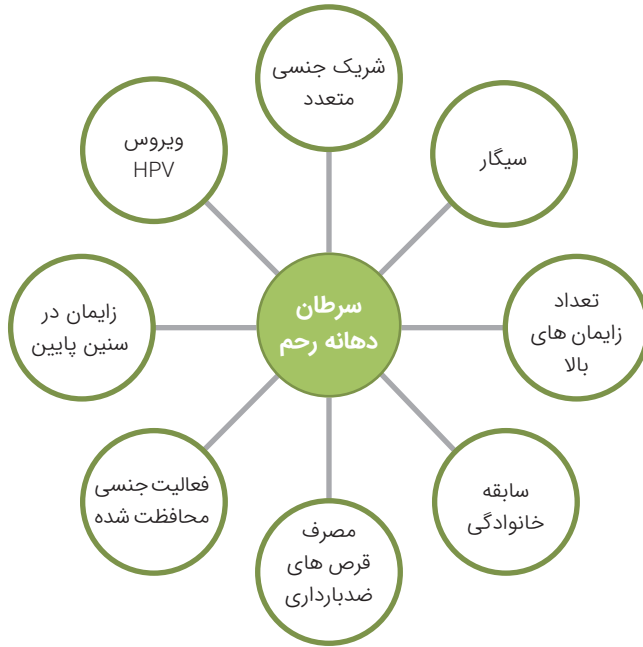 شریک جنسی
متعدد
سیگار
ویروس
HPV
تعداد
زایمان های
بالا
سرطان
دهانه رحم
زایمان در
سنین پایین
سابقه
خانوادگی
فعالیت جنسی
محافظت شده
مصرف
قرص های
ضدبارداری